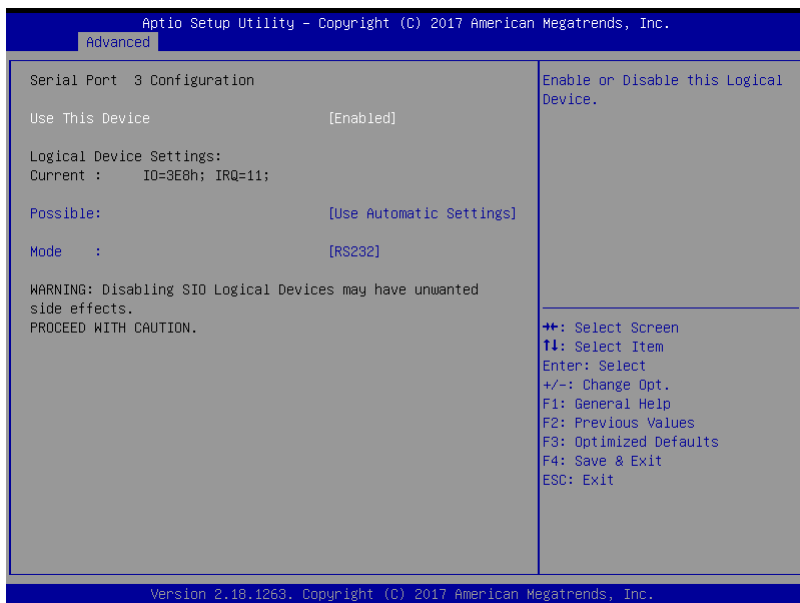 Aptio Setup Utility – Copyright (C) 2017 American Megatrends, Inc.
Advanced
Serial Port 3 Configuration
Use This Device [Enabled]
Logical Device Settings:
Current : IO=3E8h; IRQ=11;
Possible: [Use Automatic Settings]
Mode : [RS232]
WARNING: Disabling SIO Logical Devices may have unwanted
side effects.
PROCEED WITH CAUTION.
Enable or Disable this Logical
Device.
→←: Select Screen
↑↓: Select Item
Enter: Select
+/-: Change Opt.
F1: General Help
F2: Previous Values
F3: Optimized Defaults
F4: Save & Exit
ESC: Exit
Version 2.18.1263. Copyright (C) 2017 American Megatrends, Inc.